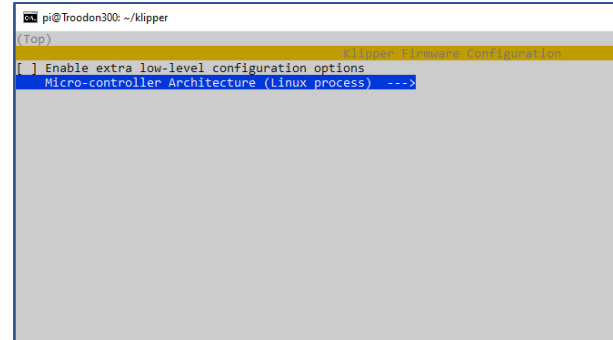 pi@Troodon300: ~/klipper
(Top)
Klipper Firmware Configuration
[ ] Enable extra low-level configuration options
Micro-controller Architecture (Linux process)  --->